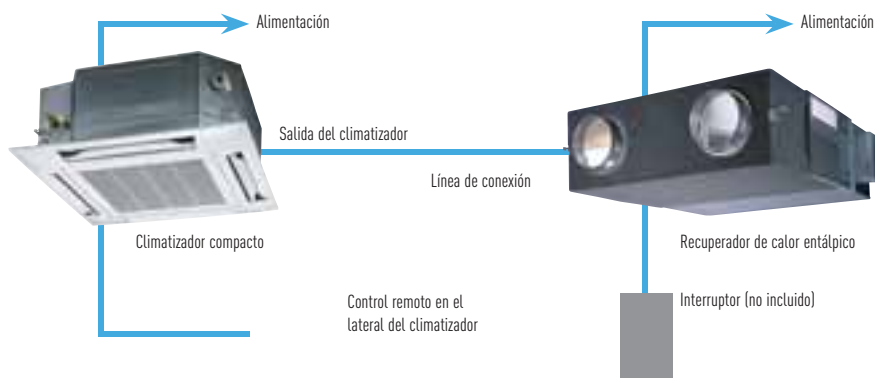 Alimentación
Alimentación
Salida del climatizador
Línea de conexión
Climatizador compacto
Recuperador de calor entálpico
Control remoto en el
lateral del climatizador
Interruptor (no incluido)